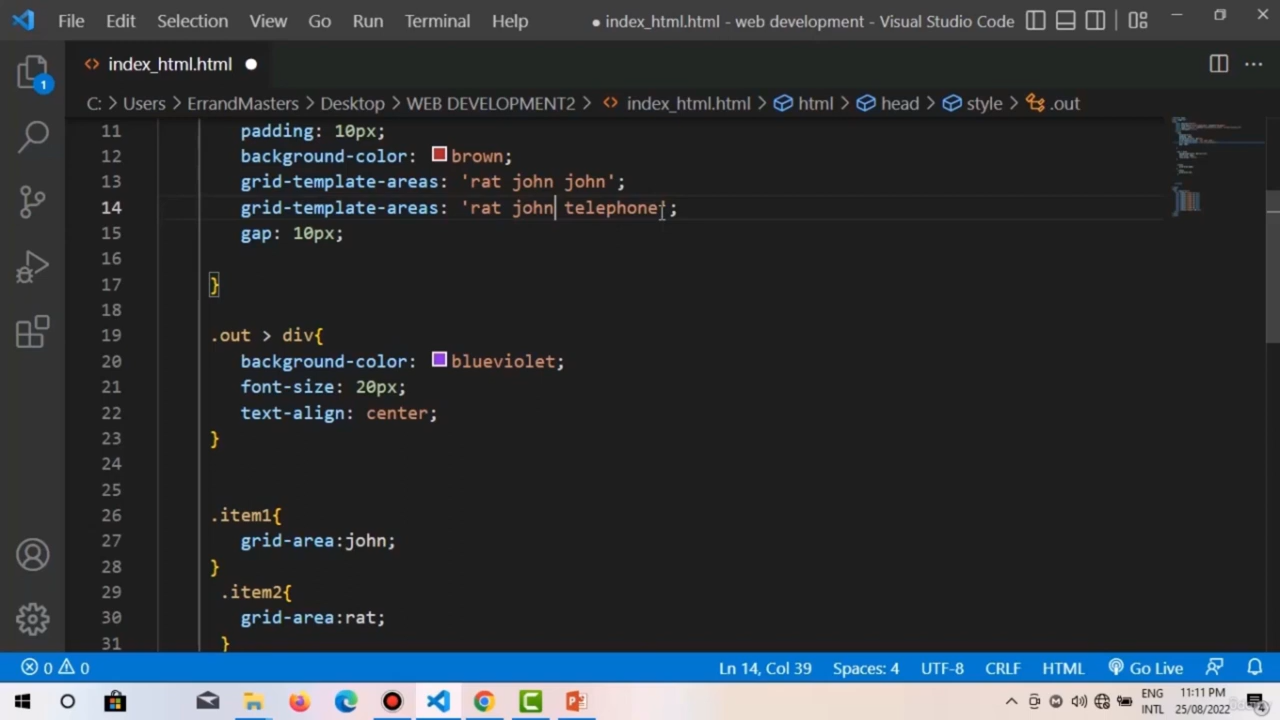 File Edit Selection View Go Run Terminal Help
● index_html.html - web development - Visual Studio Code
index_html.html
1
C: > Users > ErrandMasters > Desktop > WEB DEVELOPMENT2 > index_html.html > html > head > style > .out
11 padding: 10px;
12 background-color: brown;
13 grid-template-areas: 'rat john john';
14 grid-template-areas: 'rat john telephone';
15 gap: 10px;
16
17 }
18
19 .out > div{
20 background-color: blueviolet;
21 font-size: 20px;
22 text-align: center;
23 }
24
25
26 .item1{
27 grid-area:john;
28 }
29 .item2{
30 grid-area:rat;
31 }
0 0 Ln 14, Col 39 Spaces: 4 UTF-8 CRLF HTML Go Live
ENG 11:11 PM
INTL 25/08/2022 4